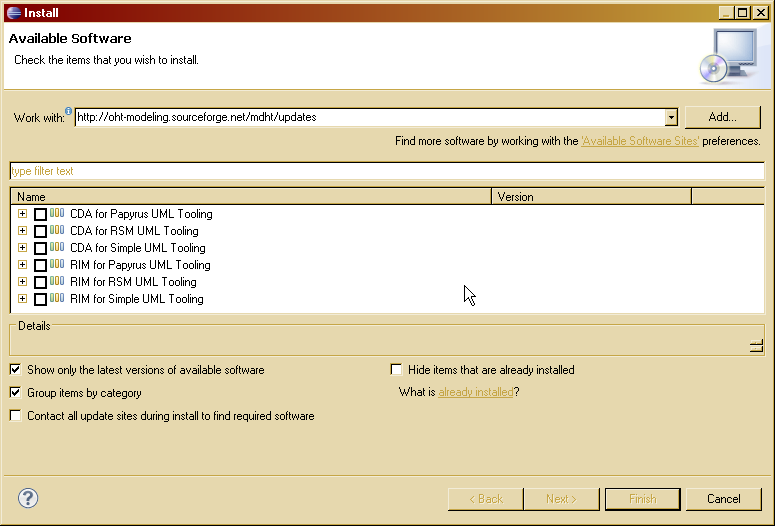 Install
Available Software
Check the items that you wish to install.
Work with: http://oht-modeling.sourceforge.net/mdht/updates Add...
Find more software by working with the 'Available Software Sites' preferences.
type filter text
Name Version
CDA for Papyrus UML Tooling
CDA for RSM UML Tooling
CDA for Simple UML Tooling
RIM for Papyrus UML Tooling
RIM for RSM UML Tooling
RIM for Simple UML Tooling
Details
Show only the latest versions of available software Hide items that are already installed
Group items by category What is already installed?
Contact all update sites during install to find required software
? < Back Next > Finish Cancel